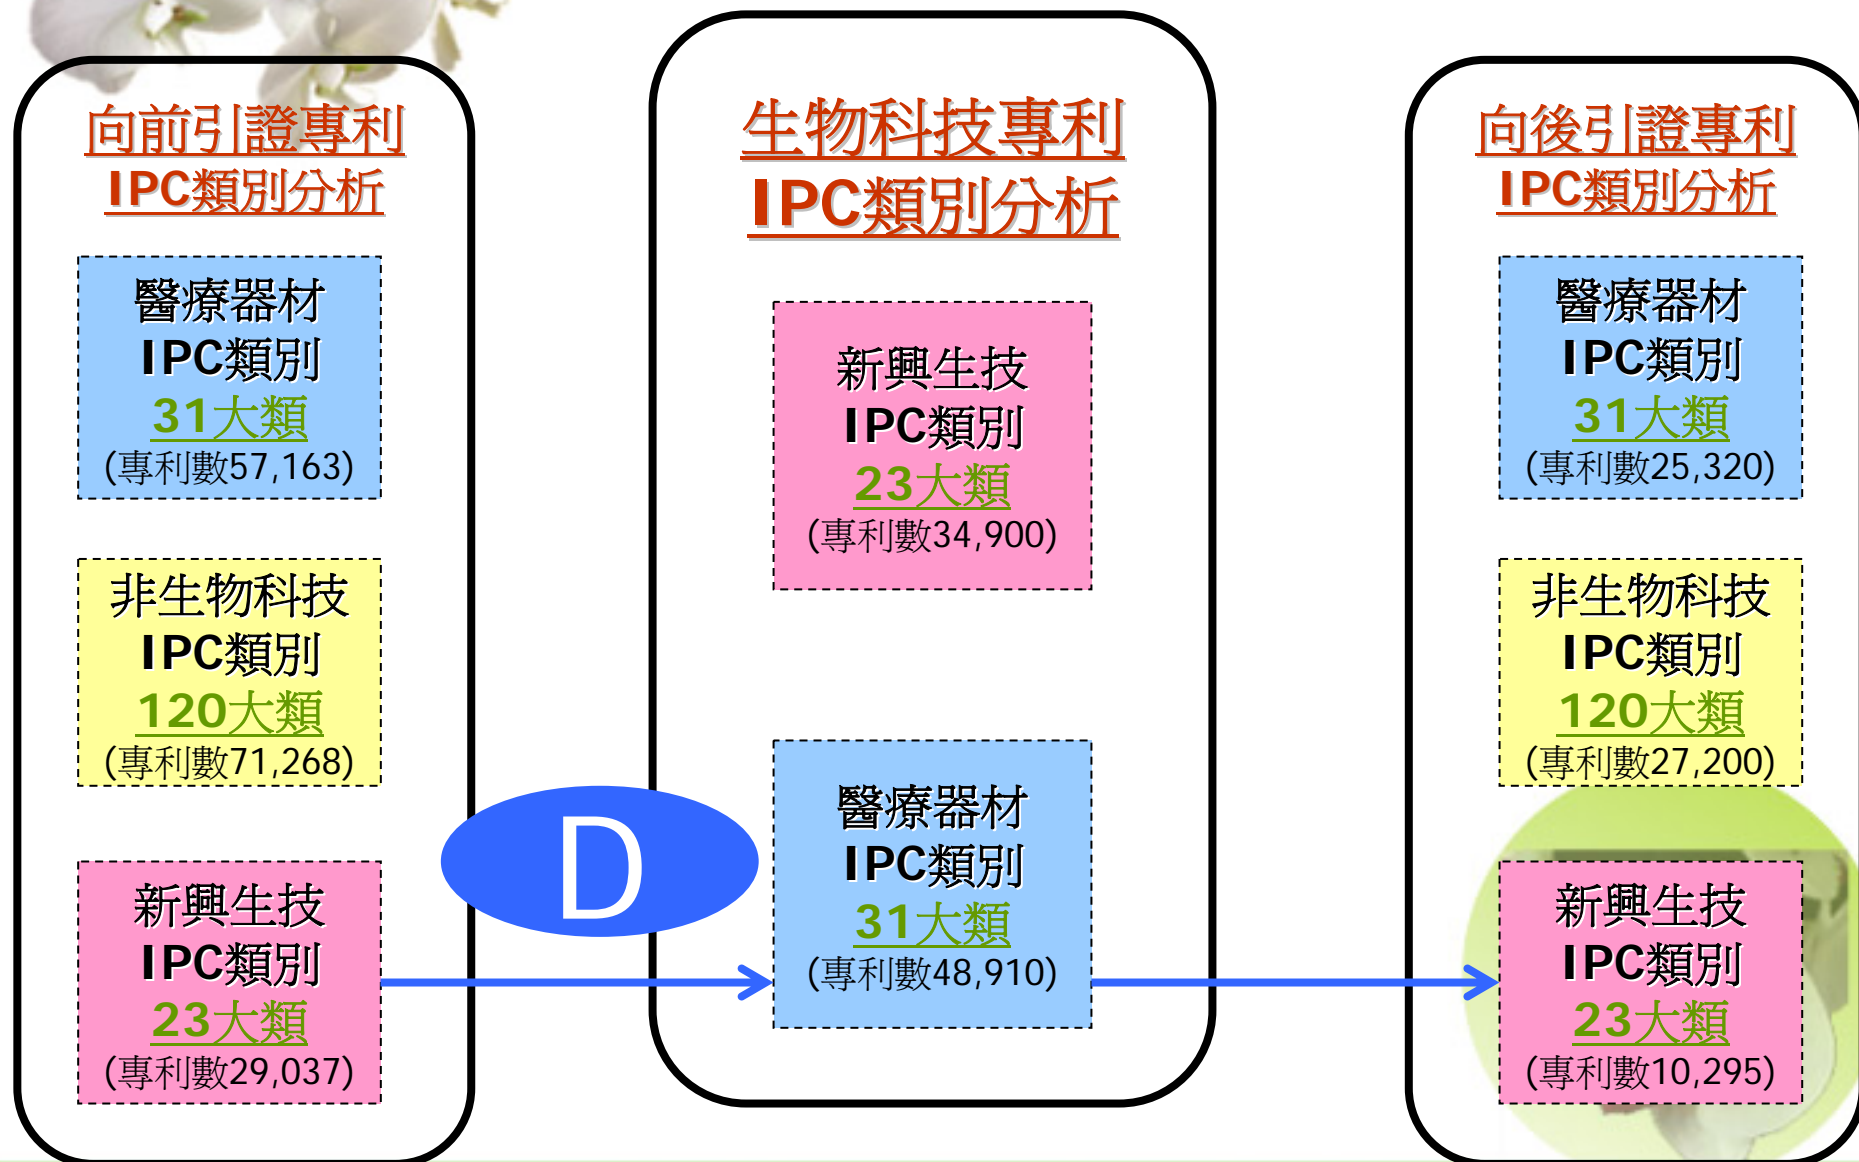 向前引證專利
IPC類別分析
醫療器材
IPC類別
31大類
(專利數57,163)
非生物科技
IPC類別
120大類
(專利數71,268)
新興生技
IPC類別
23大類
(專利數29,037)
D
生物科技專利
IPC類別分析
新興生技
IPC類別
23大類
(專利數34,900)
醫療器材
IPC類別
31大類
(專利數48,910)
向後引證專利
IPC類別分析
醫療器材
IPC類別
31大類
(專利數25,320)
非生物科技
IPC類別
120大類
(專利數27,200)
新興生技
IPC類別
23大類
(專利數10,295)